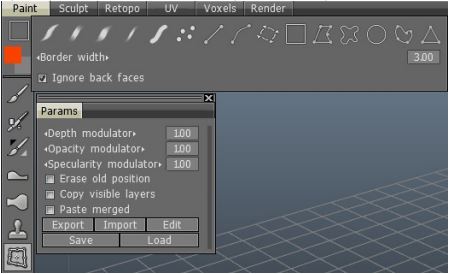 Paint Sculpt Retopo UV Voxels Render
Border width 3.00
Ignore back faces
Params
Depth modulator 1.00
Opacity modulator 1.00
Specularity modulator 1.00
Erase old position
Copy visible layers
Paste merged
Export Import Edit
Save Load